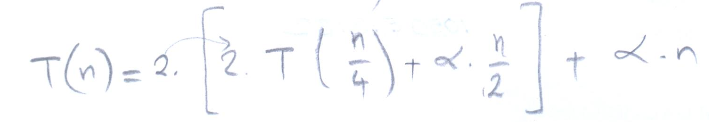 T(n) = 2. [2. T(n/4) + α. n/2] + α.n